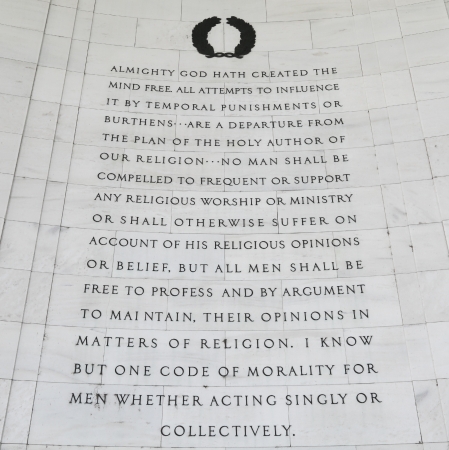 ALMIGHTY GOD HATH CREATED THE
MIND FREE. ALL ATTEMPTS TO INFLUENCE
IT BY TEMPORAL PUNISHMENTS OR
BURTHENS···ARE A DEPARTURE FROM
THE PLAN OF THE HOLY AUTHOR OF
OUR RELIGION···NO MAN SHALL BE
COMPELLED TO FREQUENT OR SUPPORT
ANY RELIGIOUS WORSHIP OR MINISTRY
OR SHALL OTHERWISE SUFFER ON
ACCOUNT OF HIS RELIGIOUS OPINIONS
OR BELIEF, BUT ALL MEN SHALL BE
FREE TO PROFESS AND BY ARGUMENT
TO MAINTAIN, THEIR OPINIONS IN
MATTERS OF RELIGION. I KNOW
BUT ONE CODE OF MORALITY FOR
MEN WHETHER ACTING SINGLY OR
COLLECTIVELY.